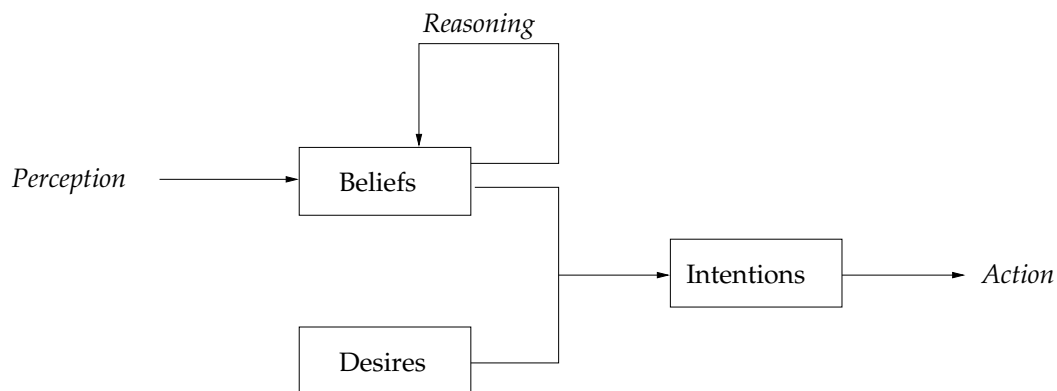 Reasoning
Perception
Beliefs
Intentions
Action
Desires